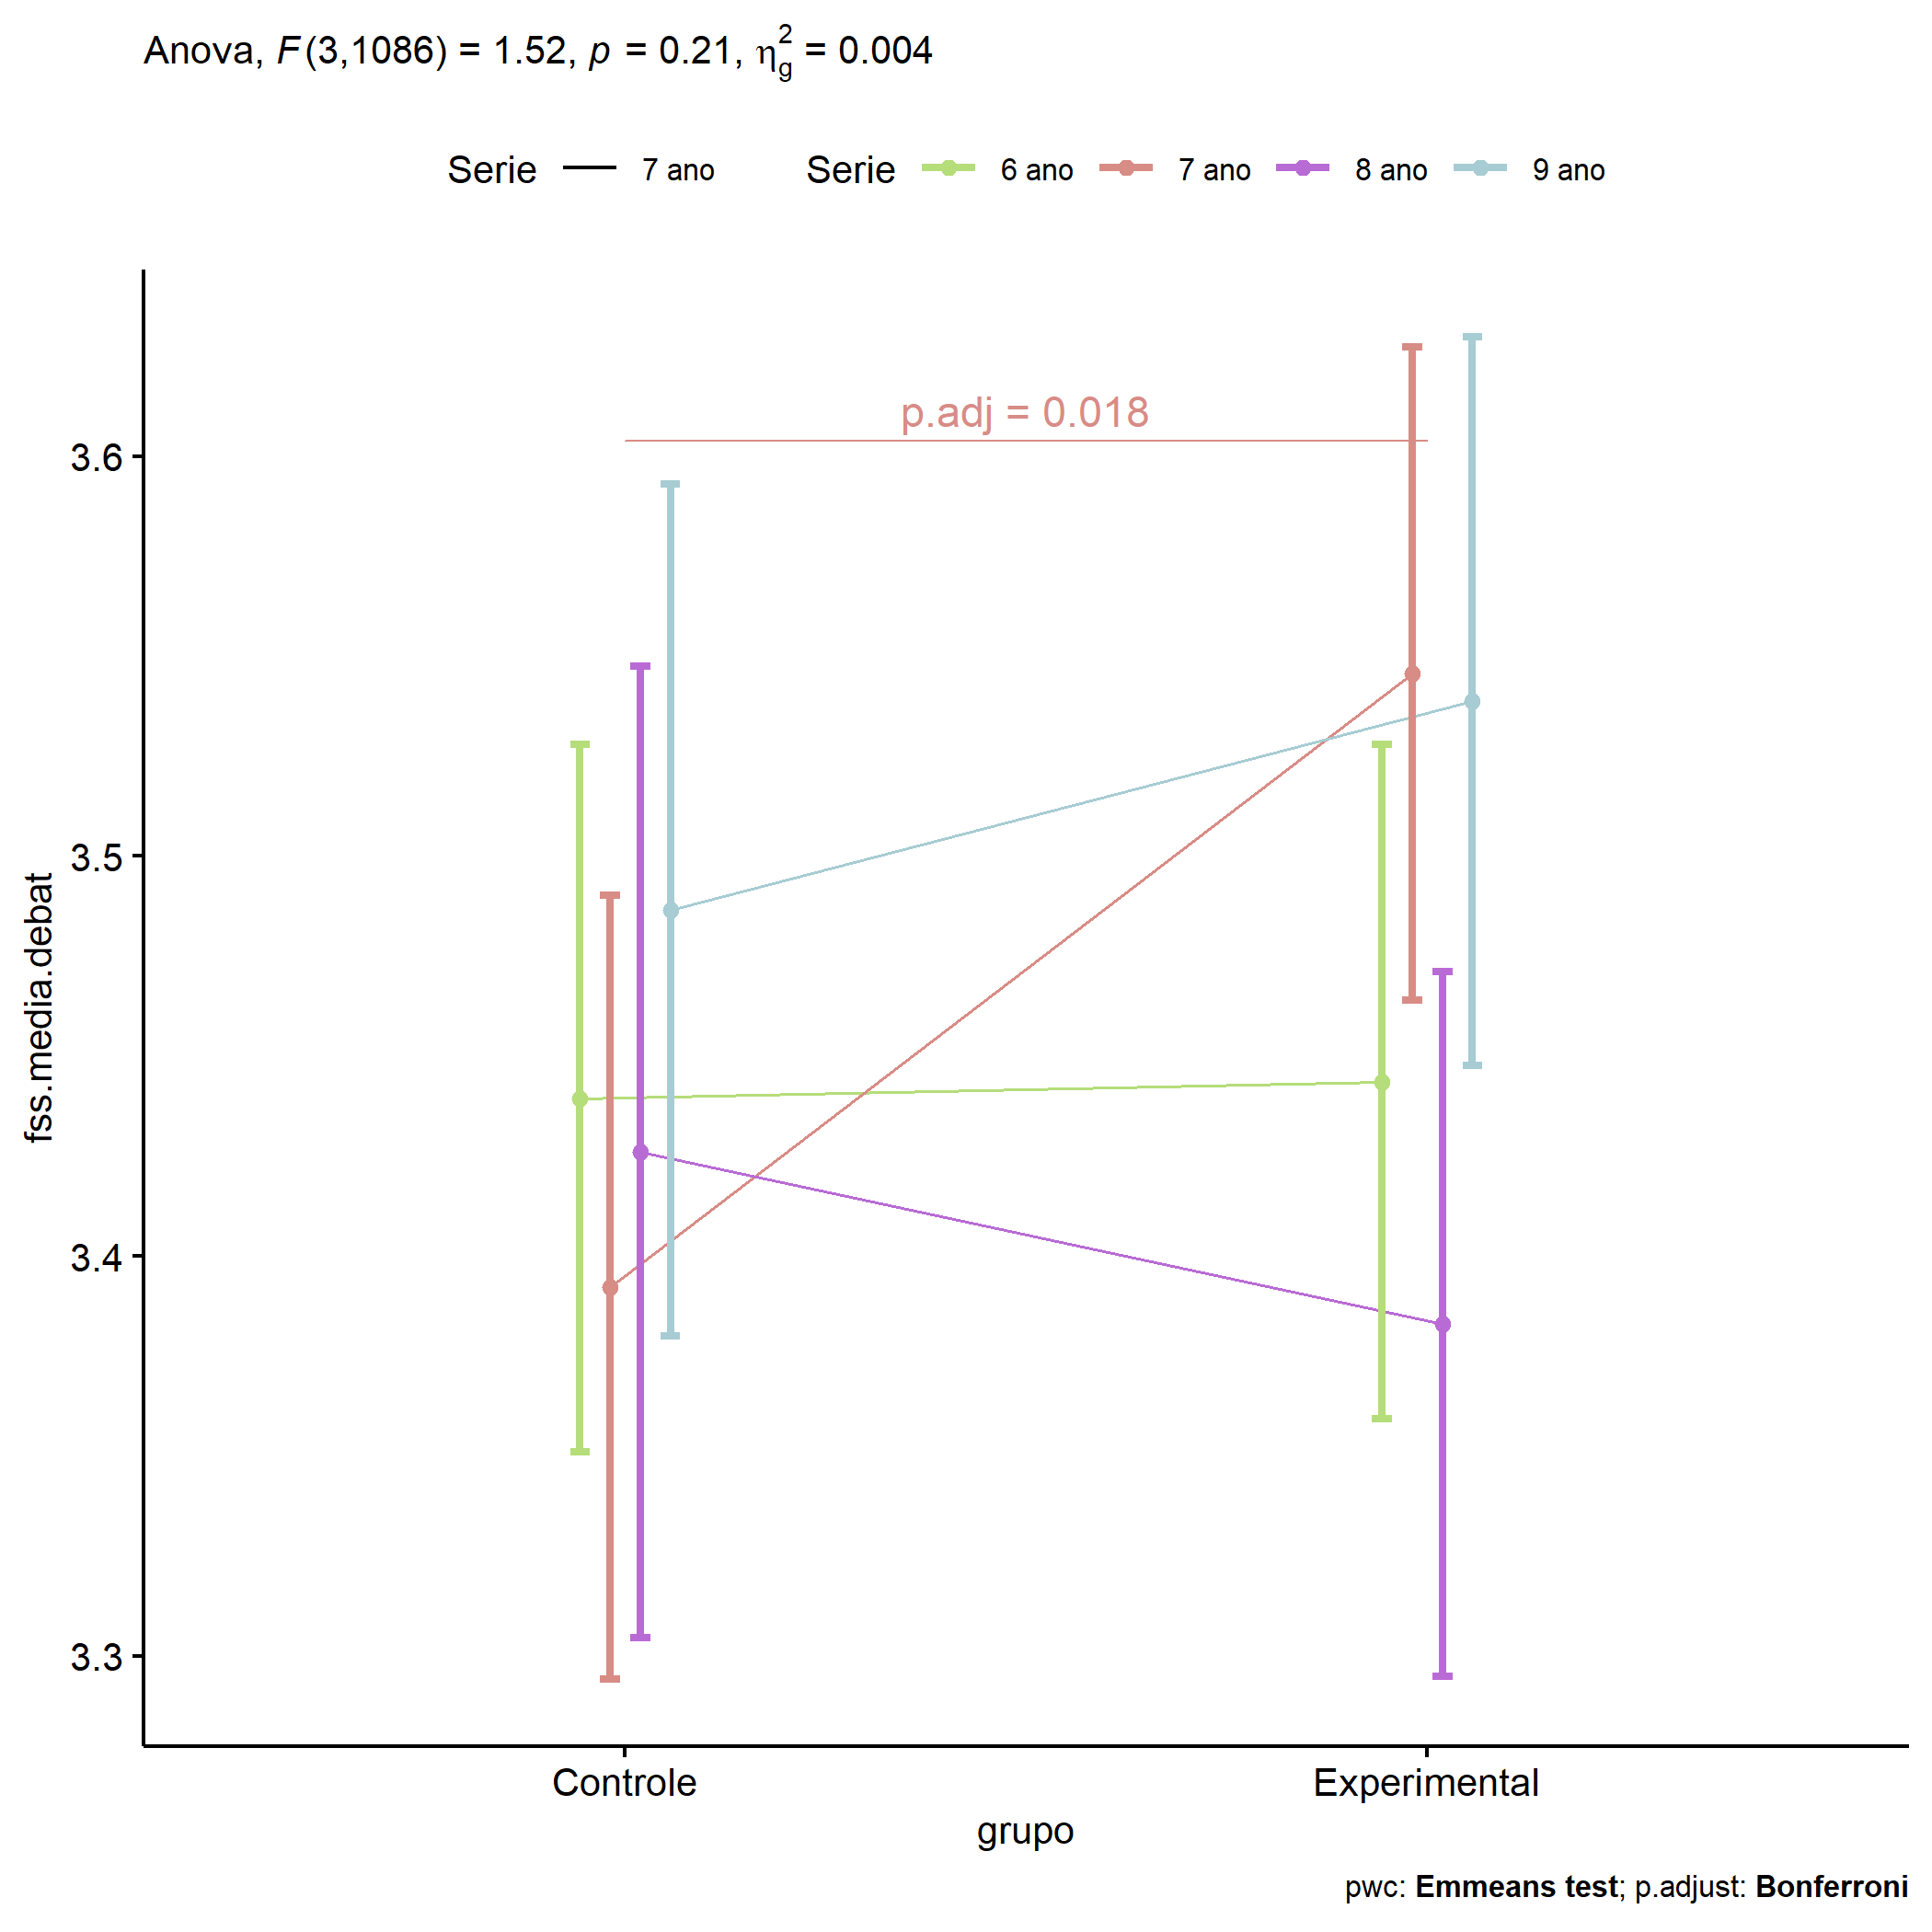 Anova, F(3,1086) = 1.52, p = 0.21, η²g = 0.004
Serie 7 ano Serie 6 ano 7 ano 8 ano 9 ano
p.adj = 0.018
3.6
3.5
3.4
3.3
fss.media.debat
Controle Experimental
grupo
pwc: Emmeans test; p.adjust: Bonferroni